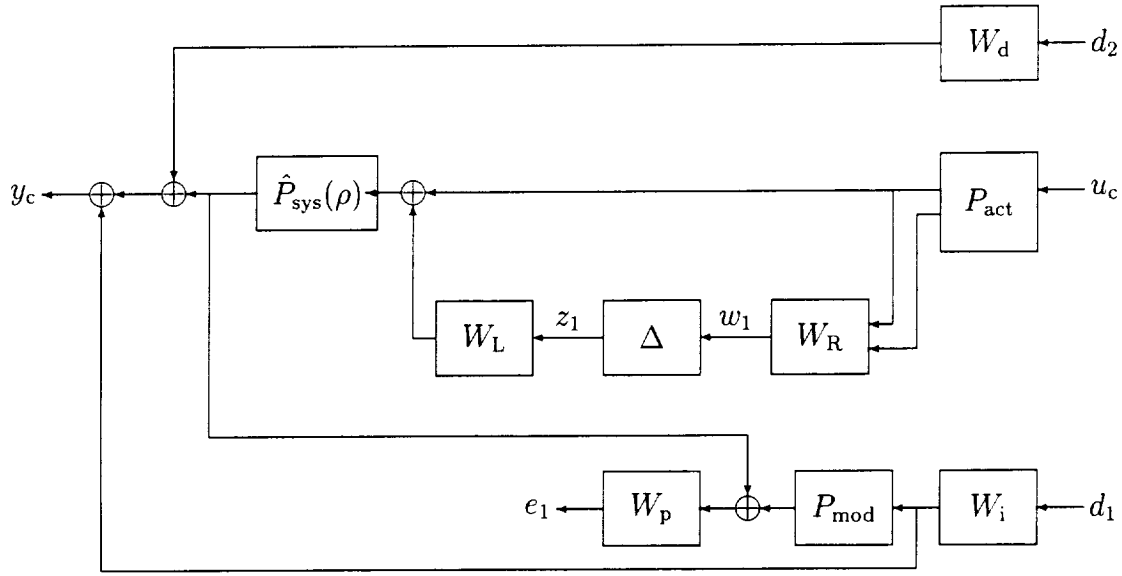 W_d d_2
y_c P̂_sys(ρ) P_act u_c
W_L z_1 Δ w_1 W_R
e_1 W_p P_mod W_i d_1